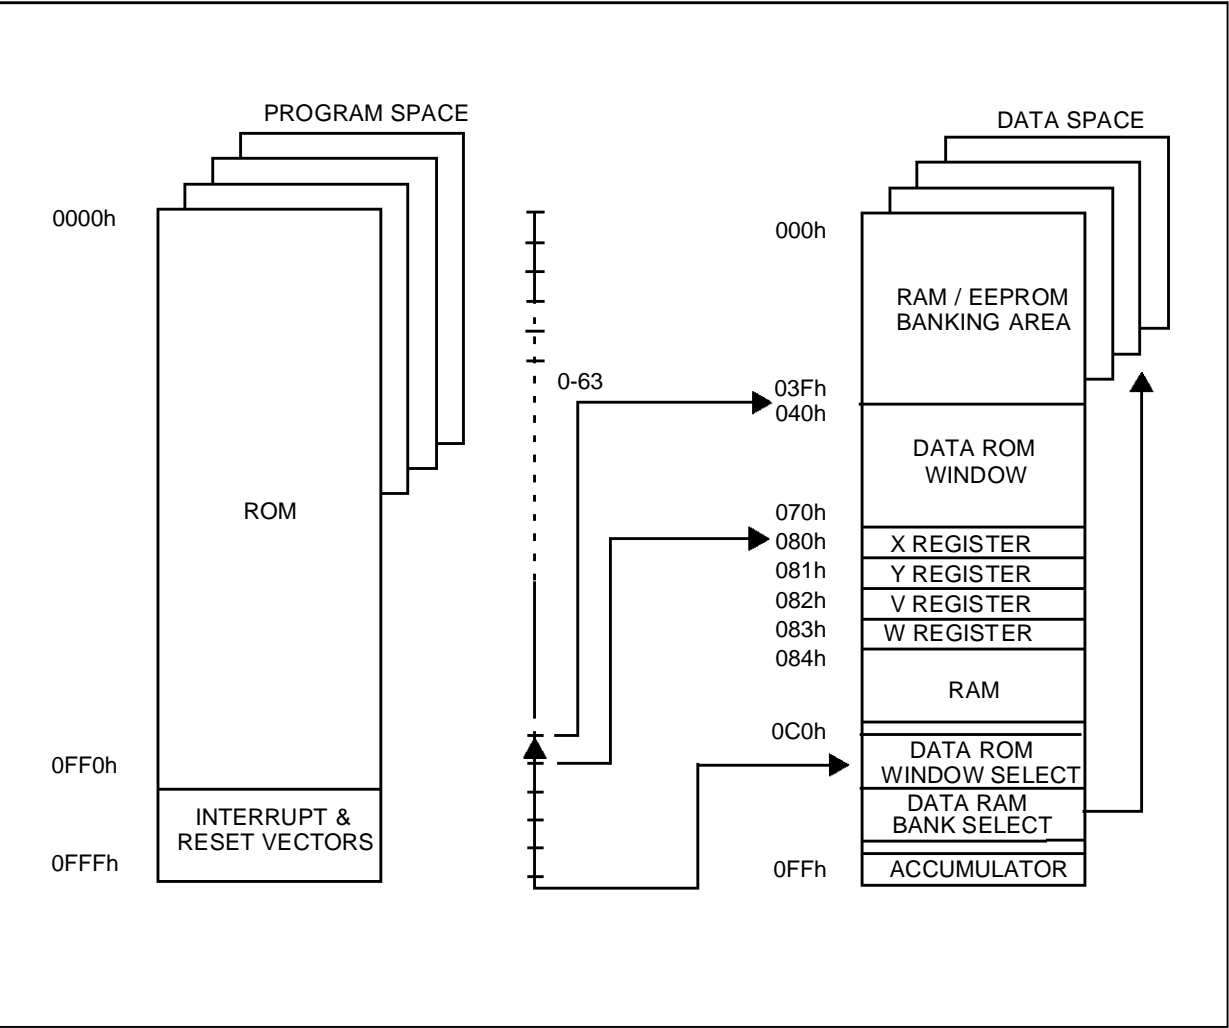 PROGRAM SPACE
0000h
ROM
0FF0h
INTERRUPT &
RESET VECTORS
0FFFh
0-63
DATA SPACE
000h
RAM / EEPROM
BANKING AREA
03Fh
040h
DATA ROM
WINDOW
070h
080h
X REGISTER
081h
Y REGISTER
082h
V REGISTER
083h
W REGISTER
084h
RAM
0C0h
DATA ROM
WINDOW SELECT
DATA RAM
BANK SELECT
0FFh
ACCUMULATOR